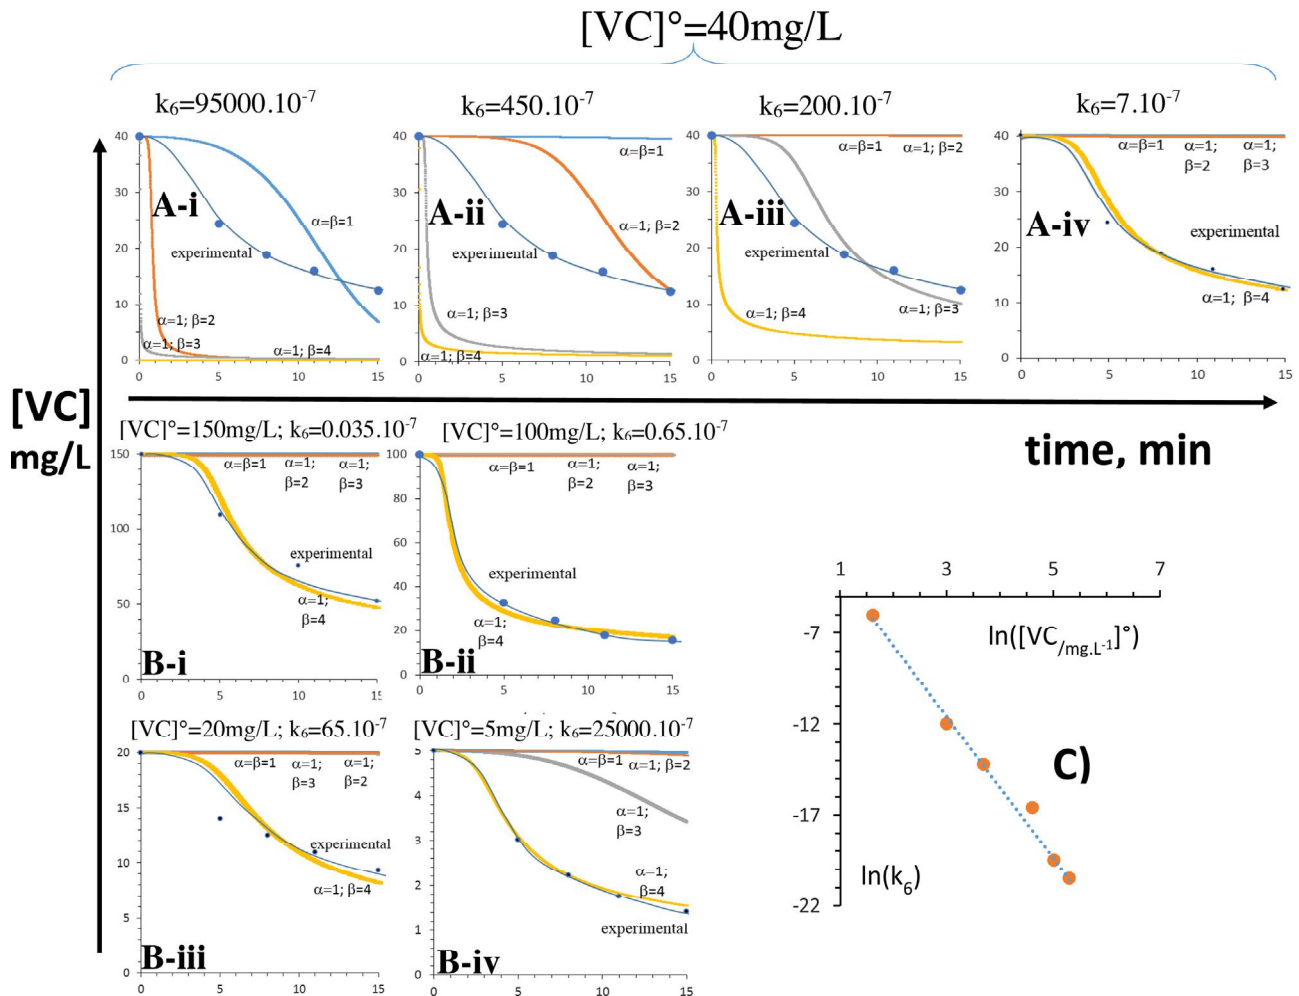 [VC]°=40mg/L
k₆=95000.10⁻⁷
k₆=450.10⁻⁷
k₆=200.10⁻⁷
k₆=7.10⁻⁷
40
30
20
10
0
A-i
α=β=1
experimental
α=1; β=2
α=1; β=3
α=1; β=4
0 5 10 15
40
30
20
10
0
A-ii
α=β=1
α=1; β=2
experimental
α=1; β=3
α=1; β=4
0 5 10 15
40
30
20
10
0
A-iii
α=β=1
α=1; β=2
experimental
α=1; β=4
α=1; β=3
0 5 10 15
40
30
20
10
0
A-iv
α=β=1
α=1;
β=2
α=1;
β=3
experimental
α=1; β=4
0 5 10 15
[VC]
mg/L
time, min
[VC]°=150mg/L; k₆=0.035.10⁻⁷
150
100
50
0
α=β=1
α=1;
β=2
α=1;
β=3
experimental
α=1;
β=4
B-i
0 5 10 15
[VC]°=100mg/L; k₆=0.65.10⁻⁷
100
80
60
40
20
0
α=β=1
α=1;
β=2
α=1;
β=3
experimental
α=1;
β=4
B-ii
0 5 10 15
[VC]°=20mg/L; k₆=65.10⁻⁷
20
15
10
5
0
α=β=1
α=1;
β=3
α=1;
β=2
experimental
α=1; β=4
B-iii
0 5 10 15
[VC]°=5mg/L; k₆=25000.10⁻⁷
5
4
3
2
1
0
α=β=1
α=1; β=2
α=1;
β=3
α=1;
β=4
experimental
B-iv
0 5 10 15
1 3 5 7
-7
-12
-17
-22
ln([VC/mg.L⁻¹]°)
C)
ln(k₆)